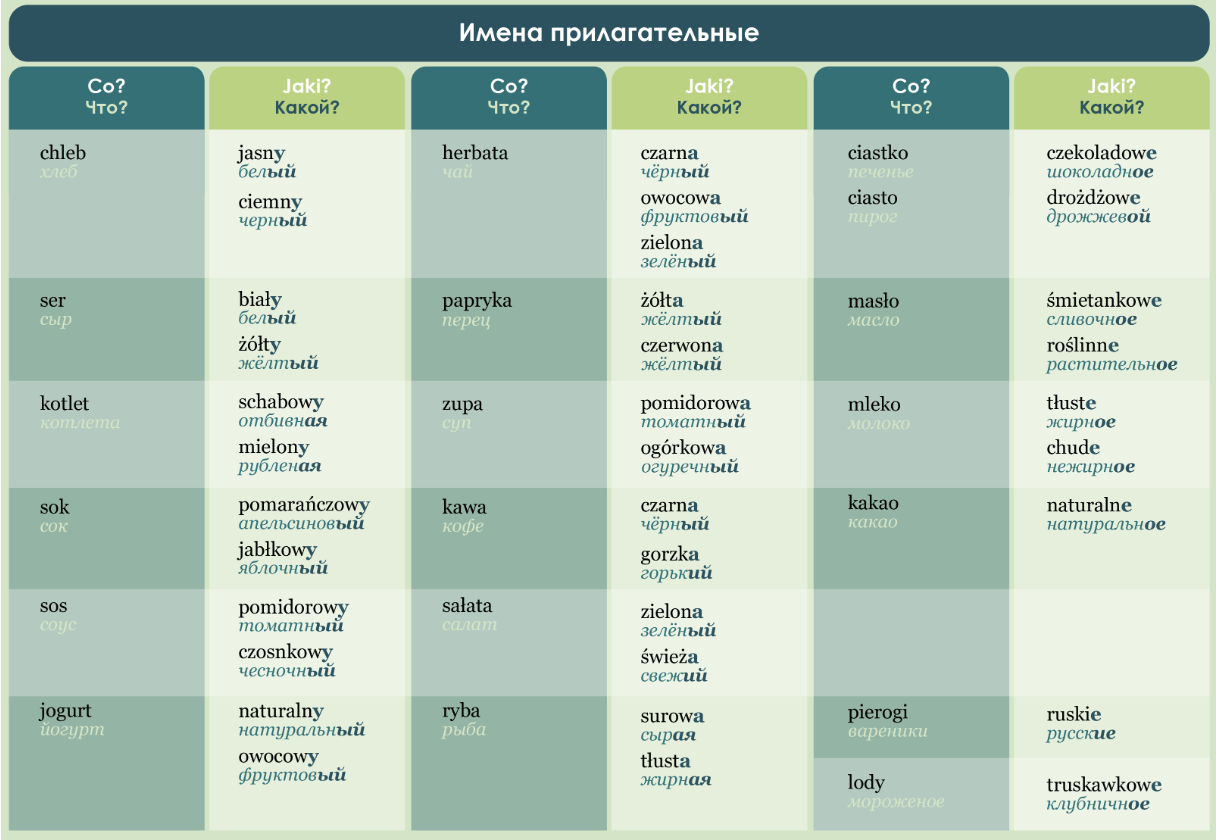 Имена прилагательные
Co?
Что?
Jaki?
Какой?
Co?
Что?
Jaki?
Какой?
Co?
Что?
Jaki?
Какой?
chleb
хлеб
jasny
белый
ciemny
черный
herbata
чай
czarna
чёрный
owocowa
фруктовый
zielona
зелёный
ciastko
печенье
ciasto
пирог
czekoladowe
шоколадное
drożdżowe
дрожжевой
ser
сыр
biały
белый
żółty
жёлтый
papryka
перец
żółta
жёлтый
czerwona
жёлтый
masło
масло
śmietankowe
сливочное
roślinne
растительное
kotlet
котлета
schabowy
отбивная
mielony
рубленая
zupa
суп
pomidorowa
томатный
ogórkowa
огуречный
mleko
молоко
tłuste
жирное
chude
нежирное
sok
сок
pomarańczowy
апельсиновый
jabłkowy
яблочный
kawa
кофе
czarna
чёрный
gorzka
горький
kakao
какао
naturalne
натуральное
sos
соус
pomidorowy
томатный
czosnkowy
чесночный
sałata
салат
zielona
зелёный
świeża
свежий
jogurt
йогурт
naturalny
натуральный
owocowy
фруктовый
ryba
рыба
surowa
сырая
tłusta
жирная
pierogi
вареники
ruskie
русские
lody
мороженое
truskawkowe
клубничное